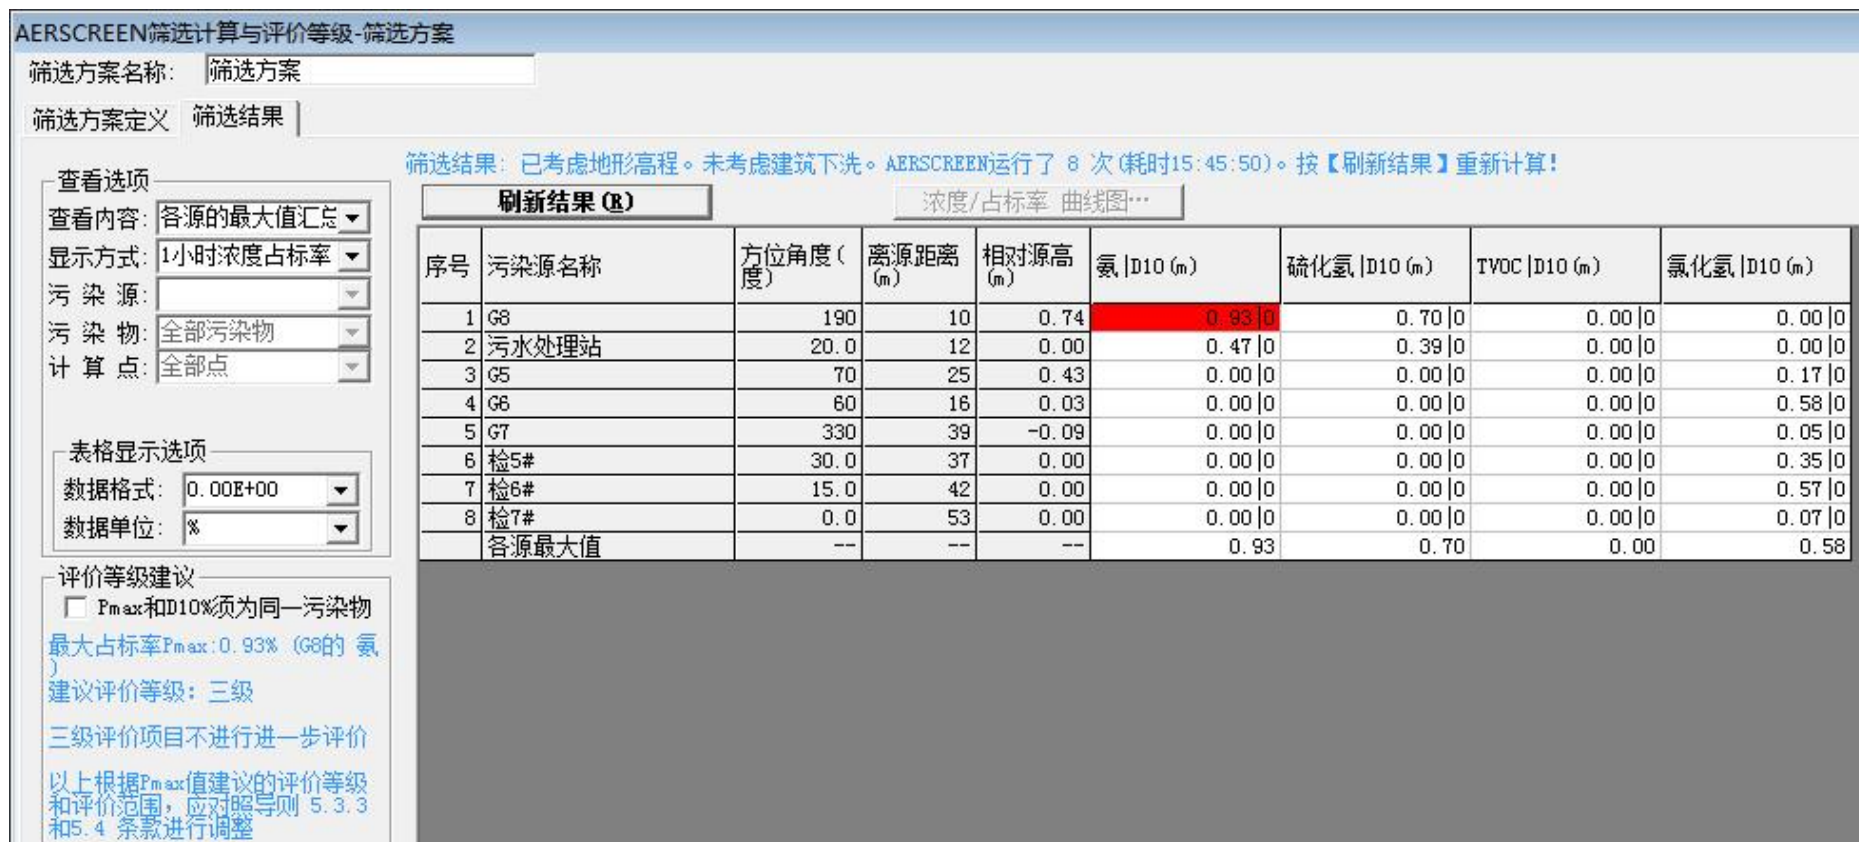 AERSCREEN筛选计算与评价等级-筛选方案
筛选方案名称: 筛选方案
筛选方案定义 筛选结果
筛选结果: 已考虑地形高程。未考虑建筑下洗。AERSCREEN运行了 8 次(耗时15:45:50)。按【刷新结果】重新计算!
刷新结果(R) 浓度/占标率 曲线图…
查看选项
查看内容: 各源的最大值汇总
显示方式: 1小时浓度占标率
污 染 源:
污 染 物: 全部污染物
计 算 点: 全部点
表格显示选项
数据格式: 0.00E+00
数据单位: %
评价等级建议
Pmax和D10%须为同一污染物
最大占标率Pmax:0.93% (G8的 氨
)
建议评价等级: 三级
三级评价项目不进行进一步评价
以上根据Pmax值建议的评价等级
和评价范围,应对照导则 5.3.3
和5.4 条款进行调整
序号 污染源名称 方位角度(度) 离源距离(m) 相对源高(m) 氨|D10(m) 硫化氢|D10(m) TVOC|D10(m) 氯化氢|D10(m)
1 G8 190 10 0.74 0.93|0 0.70|0 0.00|0 0.00|0
2 污水处理站 20.0 12 0.00 0.47|0 0.39|0 0.00|0 0.00|0
3 G5 70 25 0.43 0.00|0 0.00|0 0.00|0 0.17|0
4 G6 60 16 0.03 0.00|0 0.00|0 0.00|0 0.58|0
5 G7 330 39 -0.09 0.00|0 0.00|0 0.00|0 0.05|0
6 检5# 30.0 37 0.00 0.00|0 0.00|0 0.00|0 0.35|0
7 检6# 15.0 42 0.00 0.00|0 0.00|0 0.00|0 0.57|0
8 检7# 0.0 53 0.00 0.00|0 0.00|0 0.00|0 0.07|0
各源最大值 -- -- -- 0.93 0.70 0.00 0.58